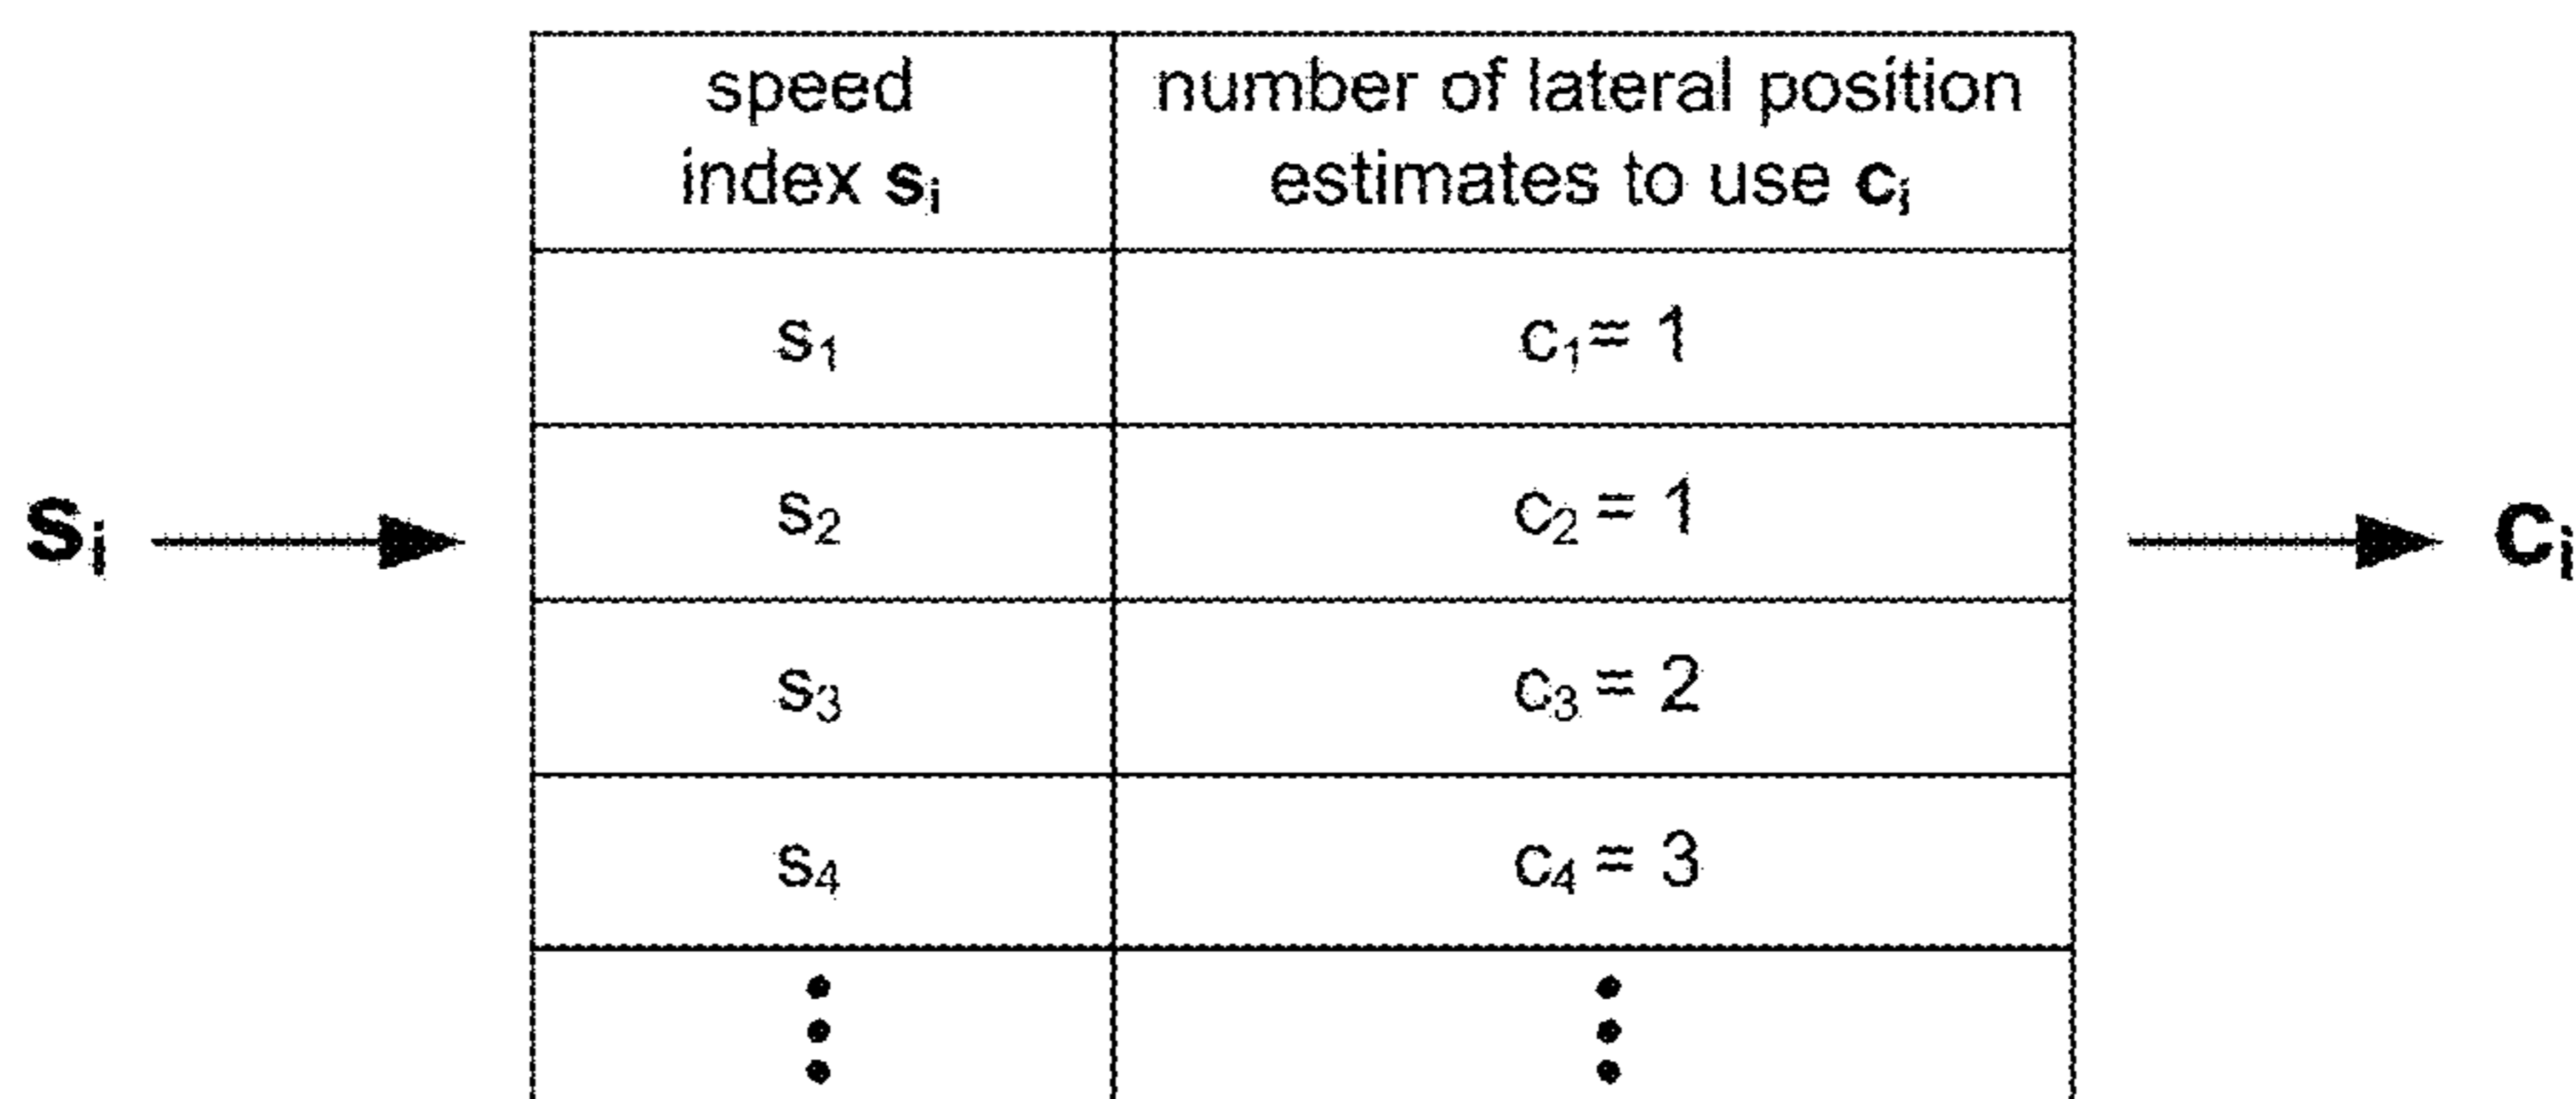 speed
index sᵢ
number of lateral position
estimates to use cᵢ
s₁
c₁ = 1
s₂
c₂ = 1
sᵢ
cᵢ
s₃
c₃ = 2
s₄
c₄ = 3